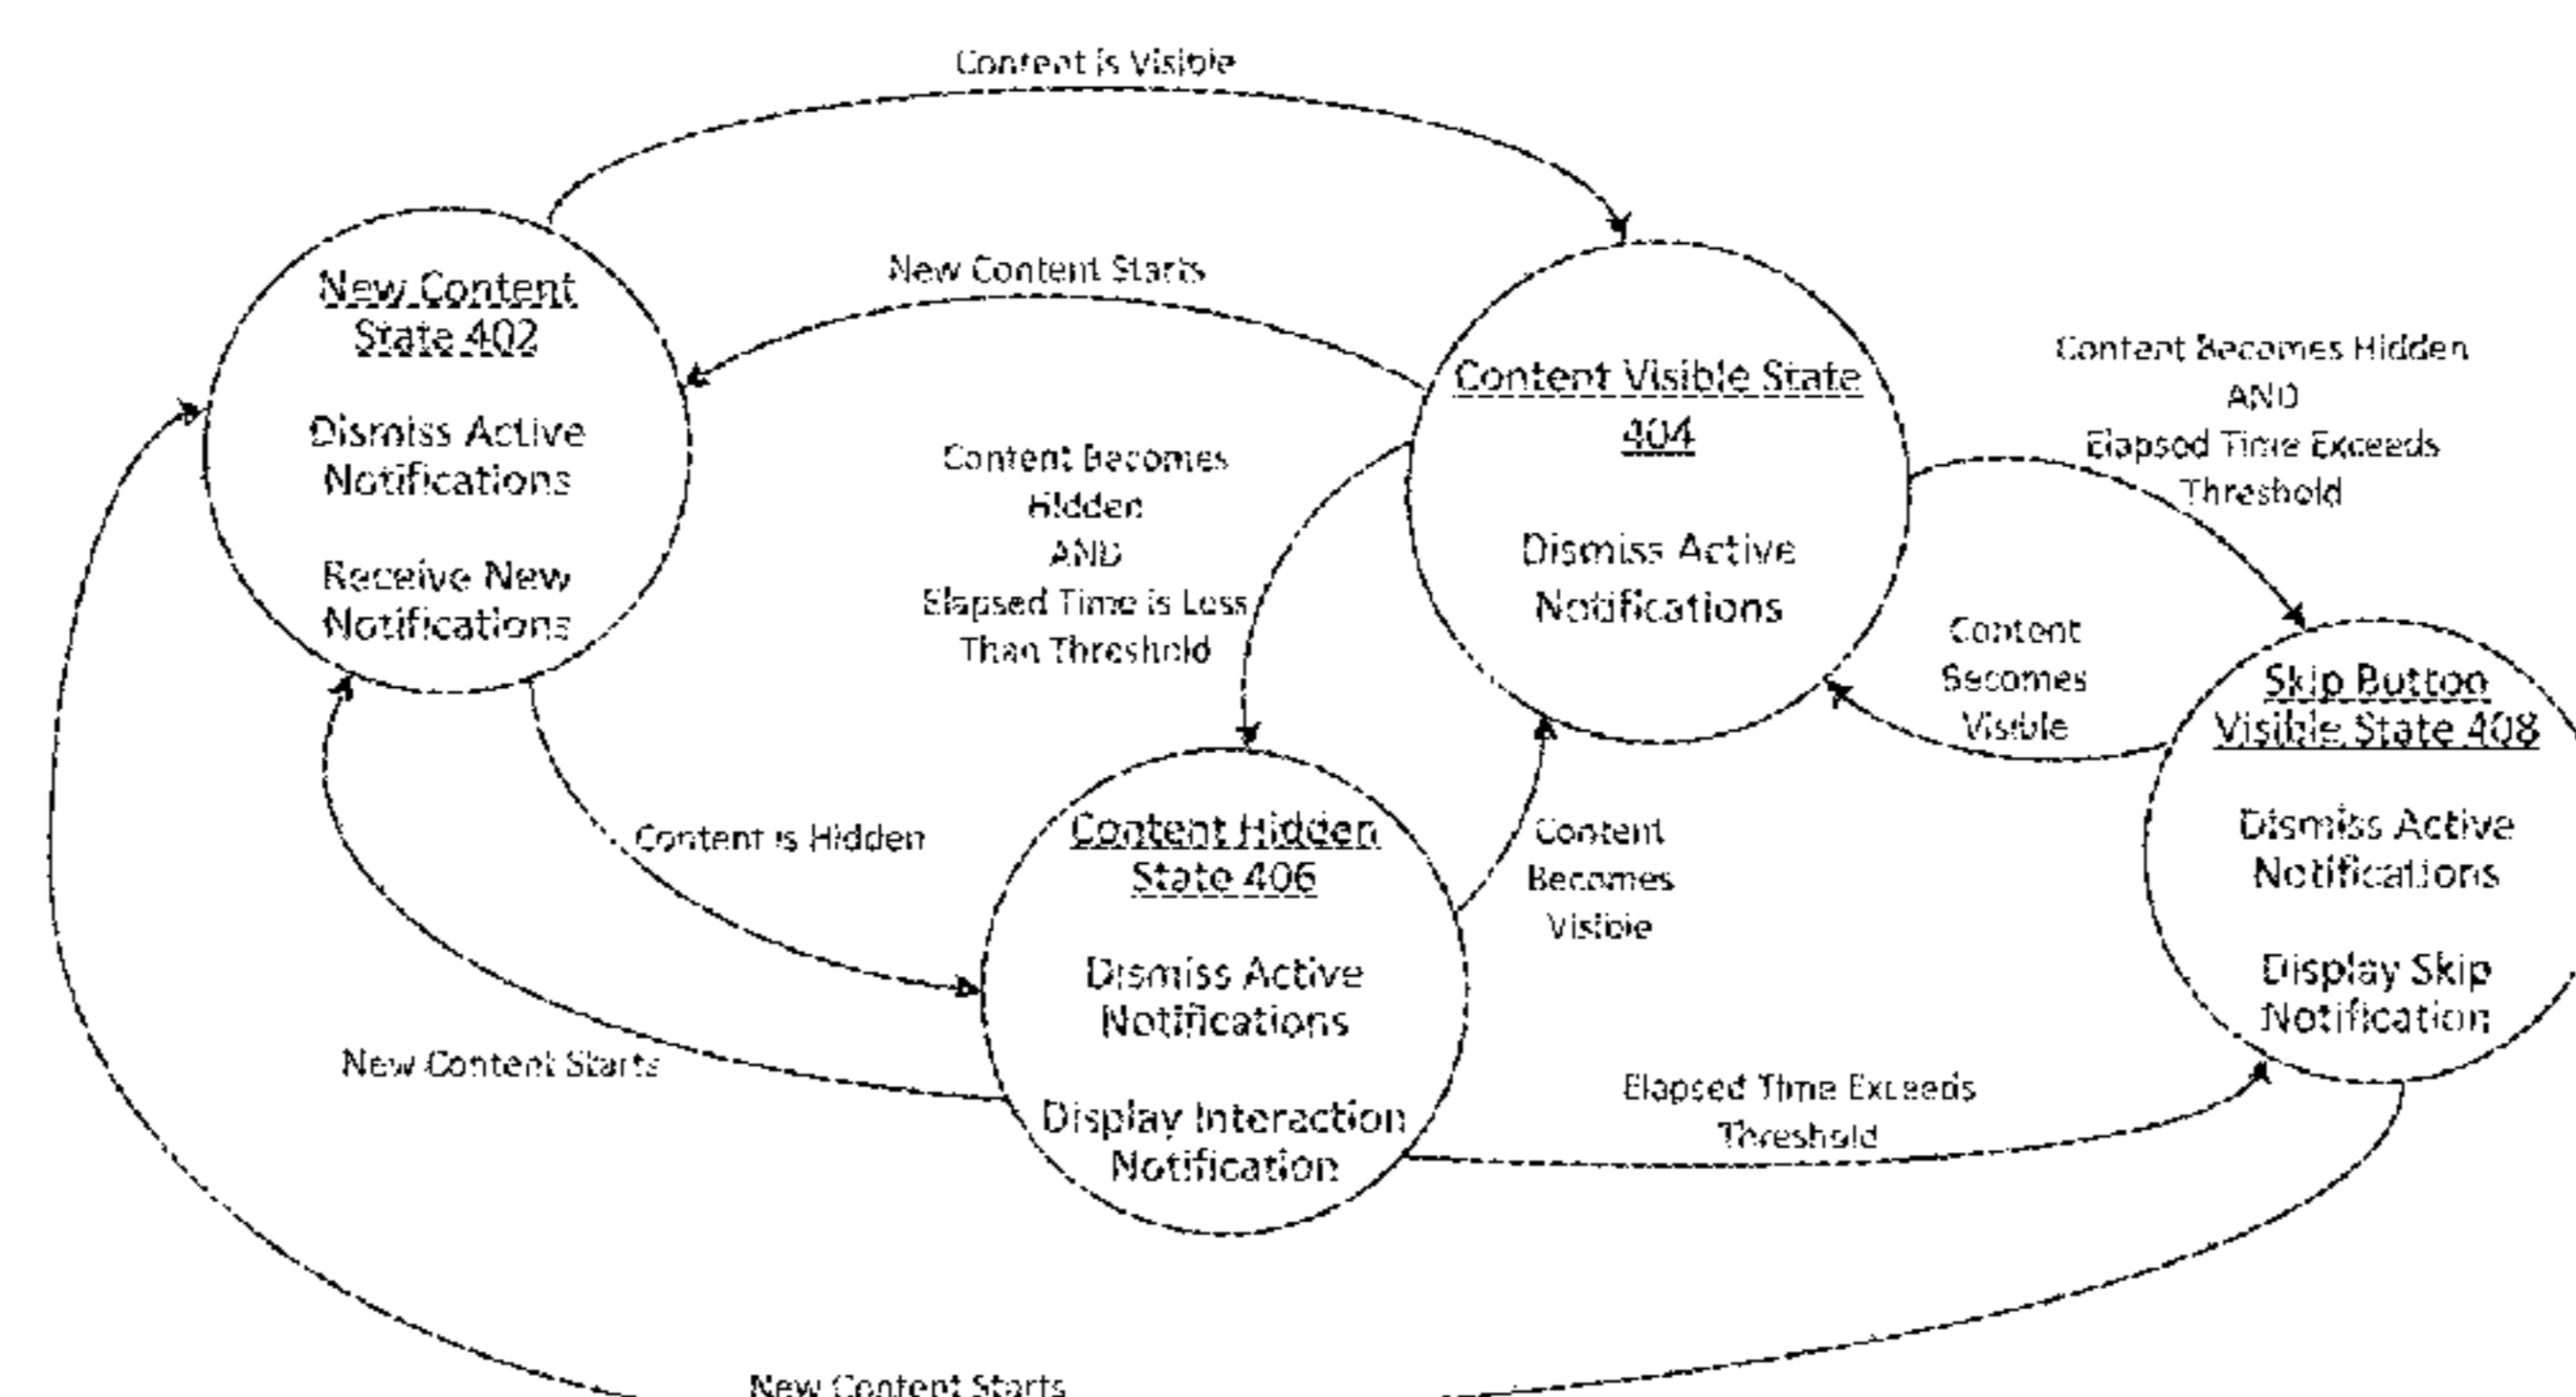 Content is Visible
New Content
State 402
Dismiss Active
Notifications
Receive New
Notifications
New Content Starts
Content Visible State
404
Dismiss Active
Notifications
Content Becomes Hidden
AND
Elapsed Time Exceeds
Threshold
Content Becomes
Hidden
AND
Elapsed Time is Less
Than Threshold
Content
Becomes
Visible
Skip Button
Visible State 408
Dismiss Active
Notifications
Display Skip
Notification
Content is Hidden
Content Hidden
State 406
Dismiss Active
Notifications
Display Interaction
Notification
Content
Becomes
Visible
New Content Starts
Elapsed Time Exceeds
Threshold
New Content Starts